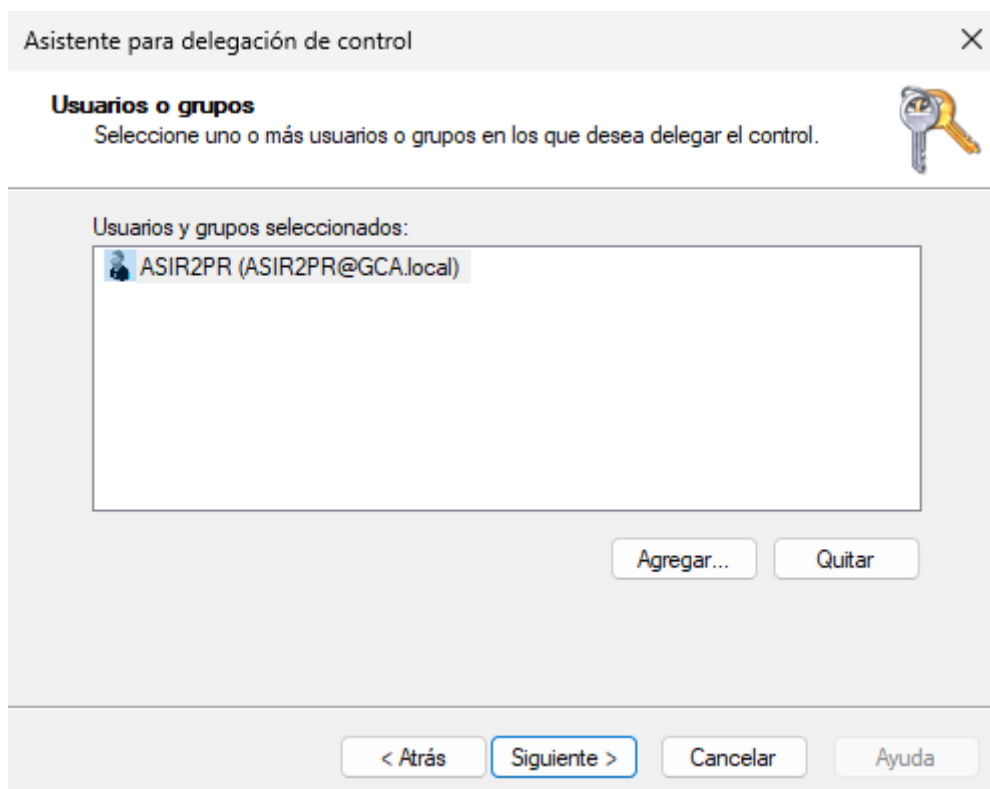 Asistente para delegación de control
Usuarios o grupos
Seleccione uno o más usuarios o grupos en los que desea delegar el control.
Usuarios y grupos seleccionados:
ASIR2PR (ASIR2PR@GCA.local)
Agregar... Quitar
< Atrás Siguiente > Cancelar Ayuda